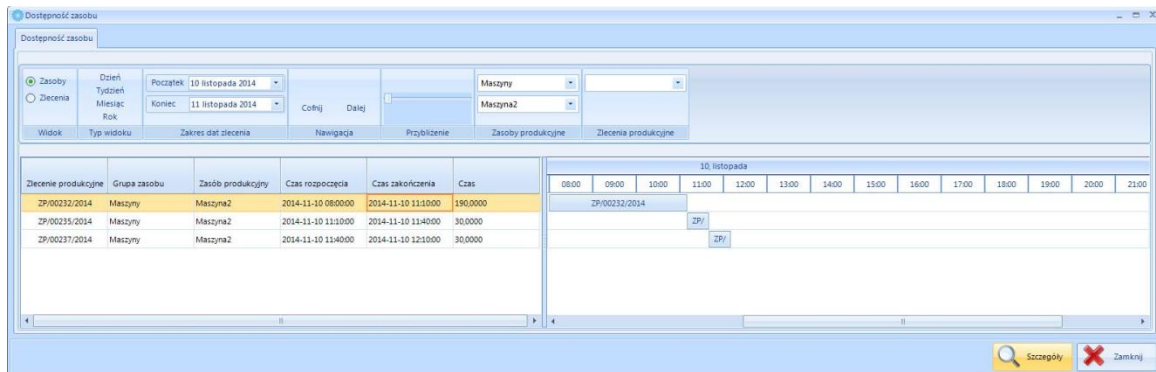 Dostępność zasobu
Dostępność zasobu
Zasoby
Zlecenia
Widok
Dzień
Tydzień
Miesiąc
Rok
Typ widoku
Początek 10 listopada 2014
Koniec 11 listopada 2014
Zakres dat zlecenia
Cofnij Dalej
Nawigacja
Przybliżenie
Maszyny
Maszyna2
Zasoby produkcyjne
Zlecenia produkcyjne
Zlecenie produkcyjne Grupa zasobu Zasób produkcyjny Czas rozpoczęcia Czas zakończenia Czas
ZP/00232/2014 Maszyny Maszyna2 2014-11-10 08:00:00 2014-11-10 11:10:00 190,0000
ZP/00235/2014 Maszyny Maszyna2 2014-11-10 11:10:00 2014-11-10 11:40:00 30,0000
ZP/00237/2014 Maszyny Maszyna2 2014-11-10 11:40:00 2014-11-10 12:10:00 30,0000
10, listopada
08:00 09:00 10:00 11:00 12:00 13:00 14:00 15:00 16:00 17:00 18:00 19:00 20:00 21:00
ZP/00232/2014
ZP/
ZP/
Szczegóły Zamknij